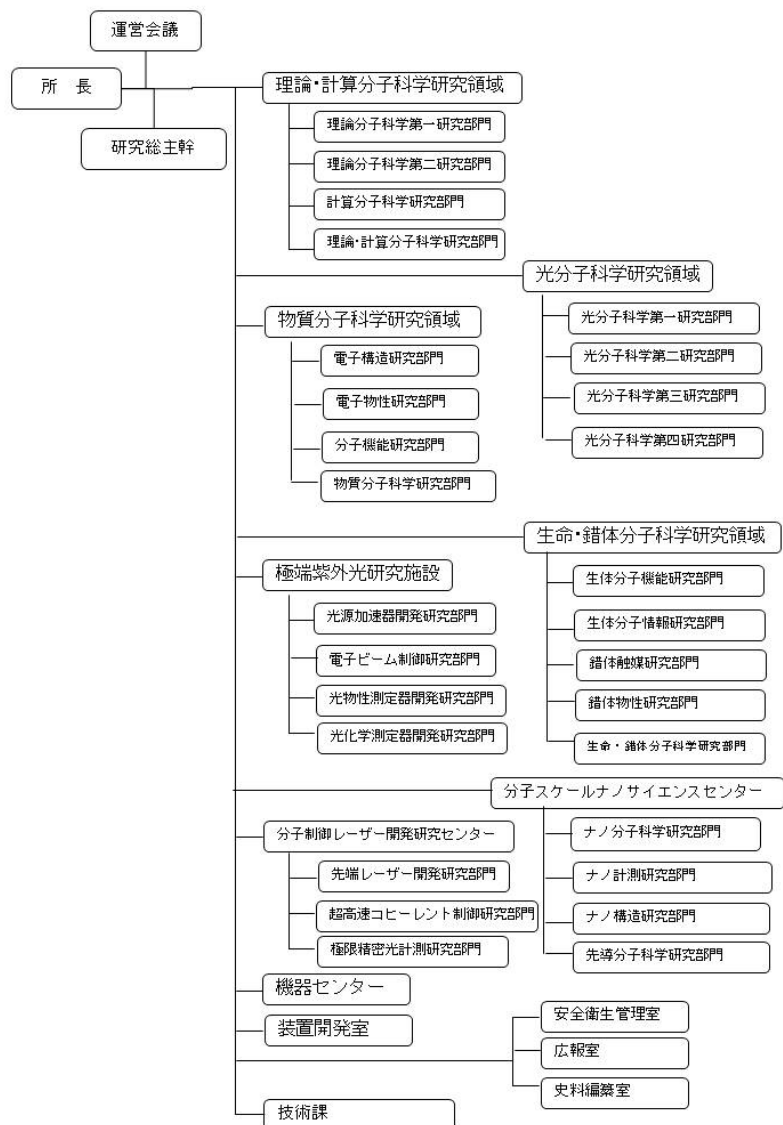 運営会議
所　長
研究総主幹
理論・計算分子科学研究領域
理論分子科学第一研究部門
理論分子科学第二研究部門
計算分子科学研究部門
理論・計算分子科学研究部門
光分子科学研究領域
光分子科学第一研究部門
光分子科学第二研究部門
光分子科学第三研究部門
光分子科学第四研究部門
物質分子科学研究領域
電子構造研究部門
電子物性研究部門
分子機能研究部門
物質分子科学研究部門
生命・錯体分子科学研究領域
生体分子機能研究部門
生体分子情報研究部門
錯体触媒研究部門
錯体物性研究部門
生命・錯体分子科学研究部門
極端紫外光研究施設
光源加速器開発研究部門
電子ビーム制御研究部門
光物性測定器開発研究部門
光化学測定器開発研究部門
分子スケールナノサイエンスセンター
ナノ分子科学研究部門
ナノ計測研究部門
ナノ構造研究部門
先導分子科学研究部門
分子制御レーザー開発研究センター
先端レーザー開発研究部門
超高速コヒーレント制御研究部門
極限精密光計測研究部門
機器センター
装置開発室
安全衛生管理室
広報室
史料編纂室
技術課